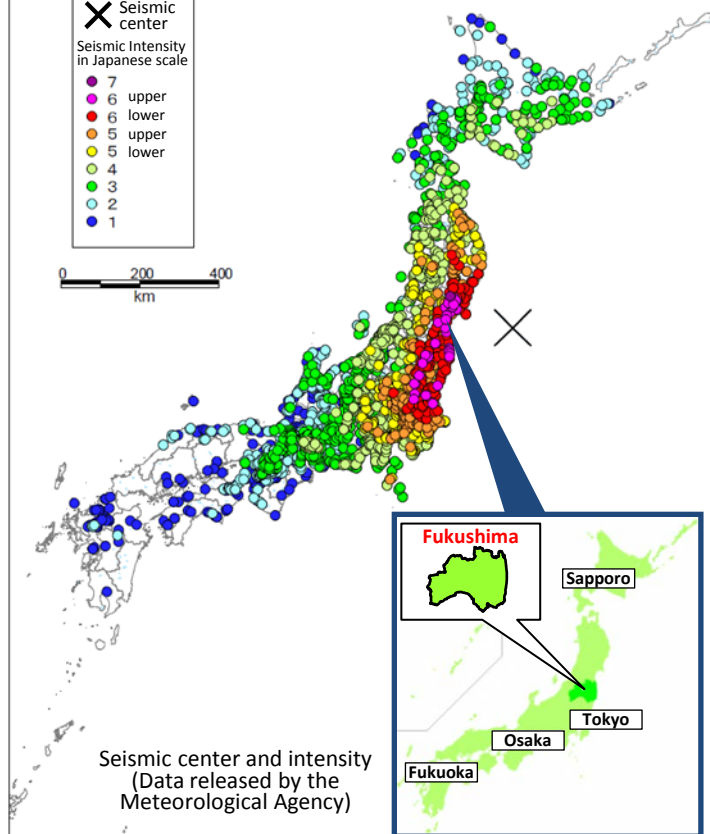 Seismic
center
Seismic Intensity
in Japanese scale
7
6 upper
6 lower
5 upper
5 lower
4
3
2
1
0 200 400
km
Fukushima
Sapporo
Tokyo
Osaka
Fukuoka
Seismic center and intensity
(Data released by the
Meteorological Agency)